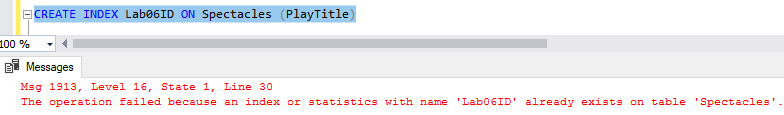 CREATE INDEX Lab06ID ON Spectacles (PlayTitle)
100 %
Messages
Msg 1913, Level 16, State 1, Line 30
The operation failed because an index or statistics with name 'Lab06ID' already exists on table 'Spectacles'.